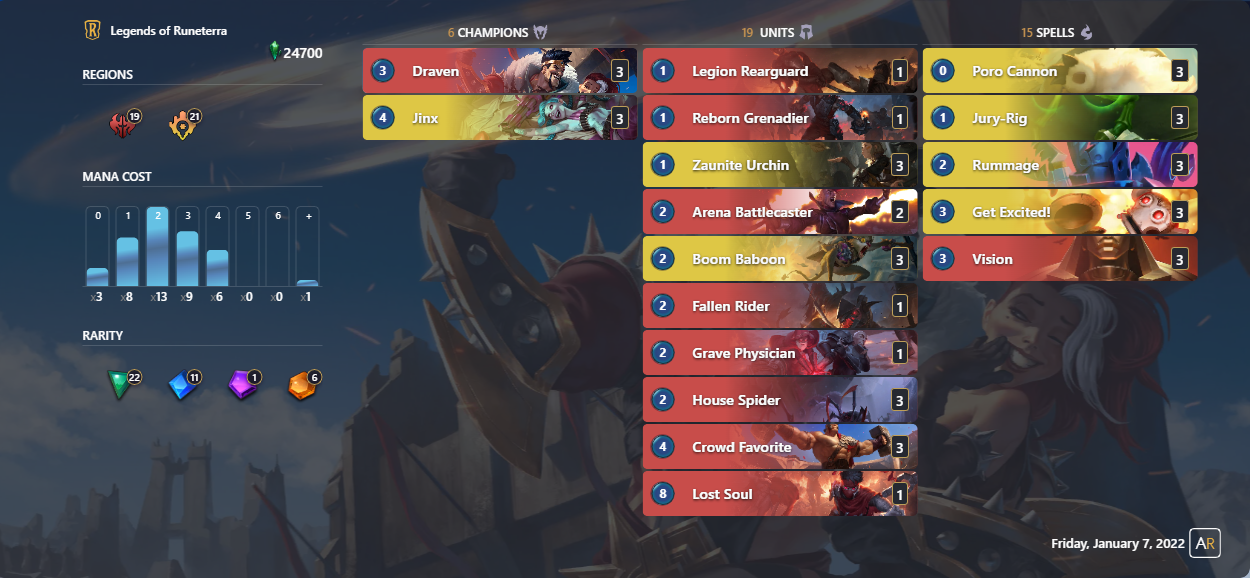 Legends of Runeterra
24700
REGIONS
19
21
MANA COST
0 1 2 3 4 5 6 +
x3 x8 x13 x9 x6 x0 x0 x1
RARITY
22 11 1 6
6 CHAMPIONS
3 Draven 3
4 Jinx 3
19 UNITS
1 Legion Rearguard 1
1 Reborn Grenadier 1
1 Zaunite Urchin 3
2 Arena Battlecaster 2
2 Boom Baboon 3
2 Fallen Rider 1
2 Grave Physician 1
2 House Spider 3
4 Crowd Favorite 3
8 Lost Soul 1
15 SPELLS
0 Poro Cannon 3
1 Jury-Rig 3
2 Rummage 3
3 Get Excited! 3
3 Vision 3
Friday, January 7, 2022 AR